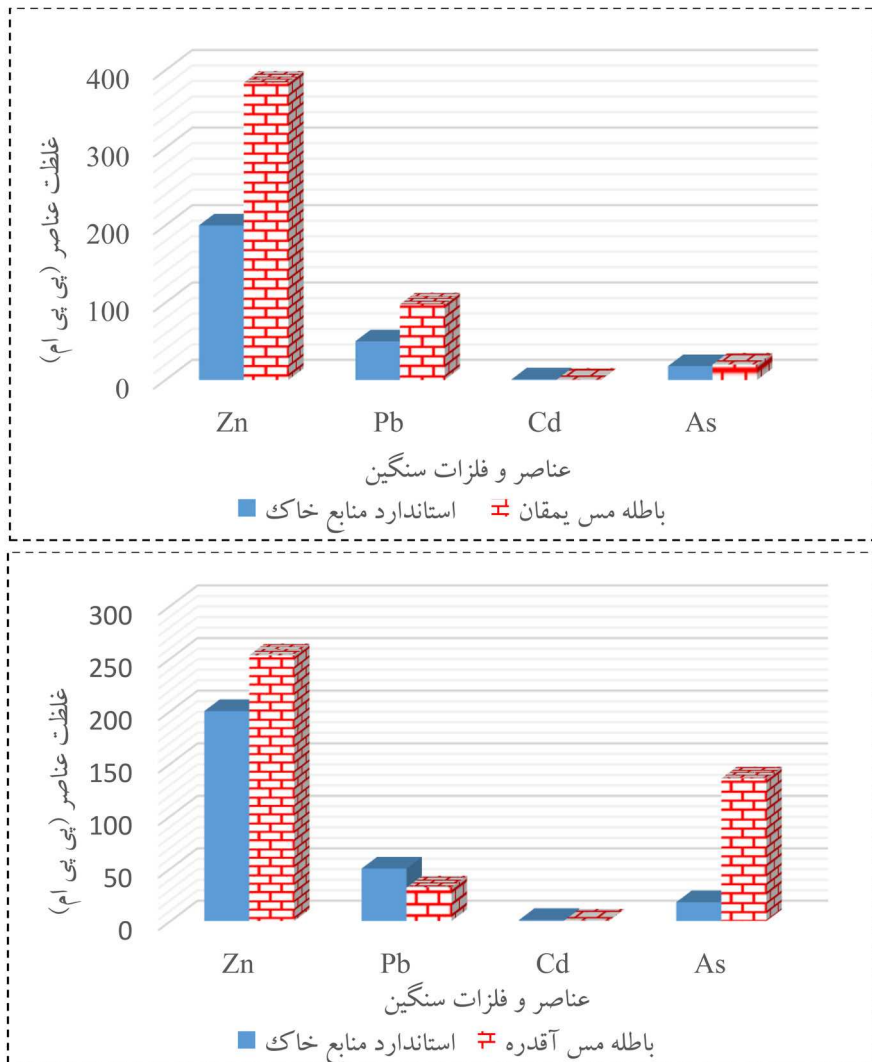 400
300
200
100
0
غلظت عناصر (پی پی ام)
Zn Pb Cd As
عناصر و فلزات سنگین
استاندارد منابع خاک باطله مس یمقان
300
250
200
150
100
50
0
غلظت عناصر (پی پی ام)
Zn Pb Cd As
عناصر و فلزات سنگین
استاندارد منابع خاک باطله مس آقدره